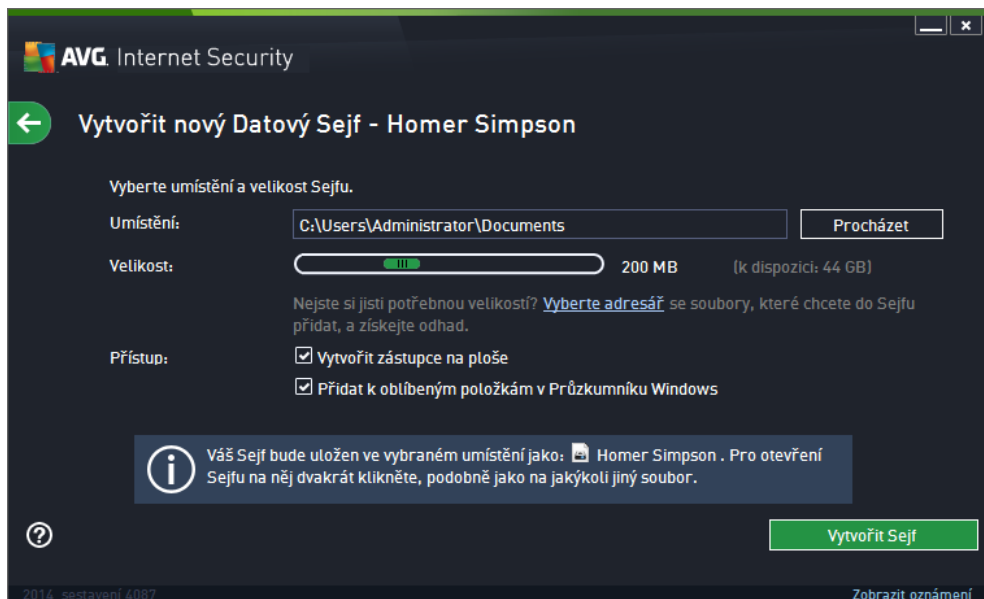 AVG. Internet Security
Vytvořit nový Datový Sejf - Homer Simpson
Vyberte umístění a velikost Sejfu.
Umístění: C:\Users\Administrator\Documents Procházet
Velikost: 200 MB (k dispozici: 44 GB)
Nejste si jisti potřebnou velikostí? Vyberte adresář se soubory, které chcete do Sejfu
přidat, a získejte odhad.
Přístup: Vytvořit zástupce na ploše
Přidat k oblíbeným položkám v Průzkumníku Windows
Váš Sejf bude uložen ve vybraném umístění jako: Homer Simpson . Pro otevření
Sejfu na něj dvakrát klikněte, podobně jako na jakýkoli jiný soubor.
Vytvořit Sejf
2014 sestavení 4087 Zobrazit oznámení